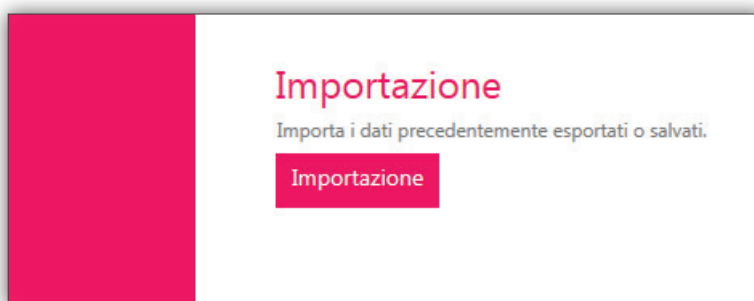 Importazione
Importa i dati precedentemente esportati o salvati.
Importazione